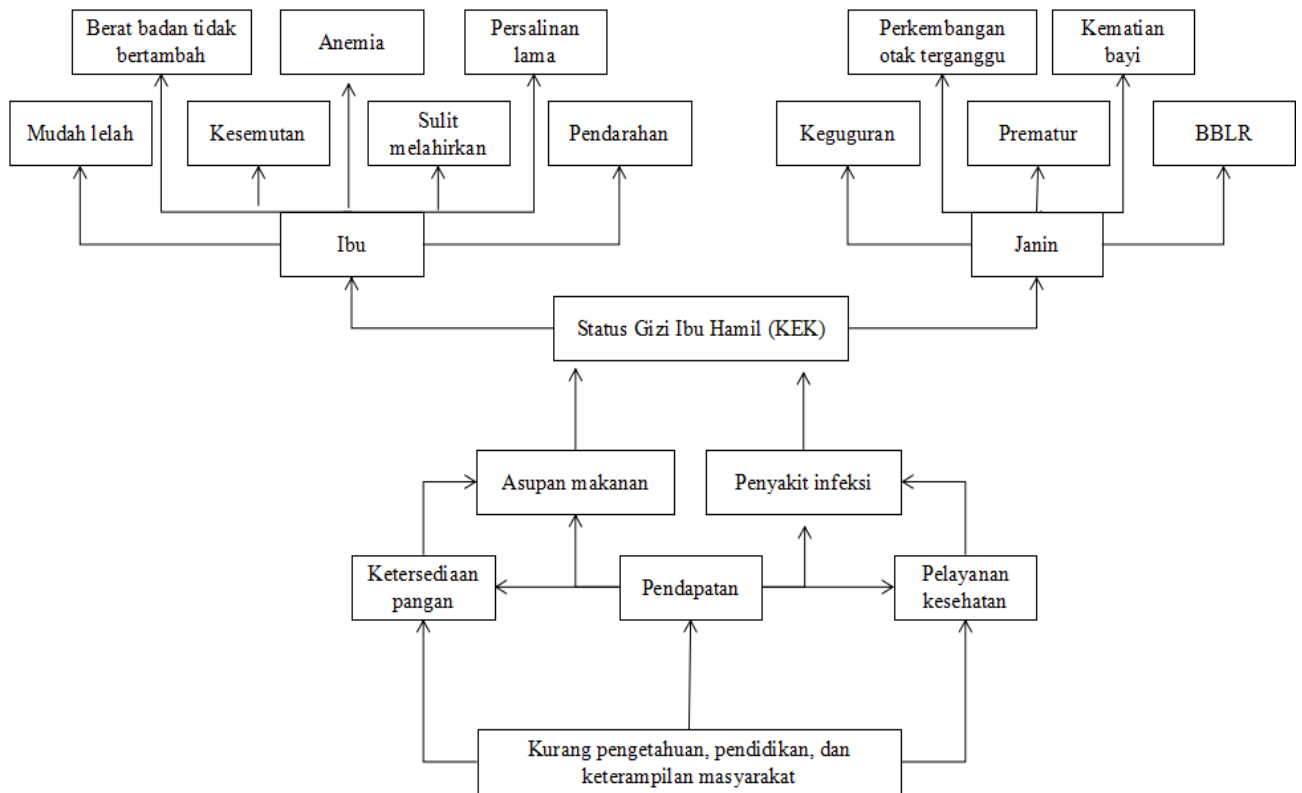 Berat badan tidak
bertambah
Anemia
Persalinan
lama
Perkembangan
otak terganggu
Kematian
bayi
Mudah lelah
Kesemutan
Sulit
melahirkan
Pendarahan
Keguguran
Prematur
BBLR
Ibu
Janin
Status Gizi Ibu Hamil (KEK)
Asupan makanan
Penyakit infeksi
Ketersediaan
pangan
Pendapatan
Pelayanan
kesehatan
Kurang pengetahuan, pendidikan, dan
keterampilan masyarakat